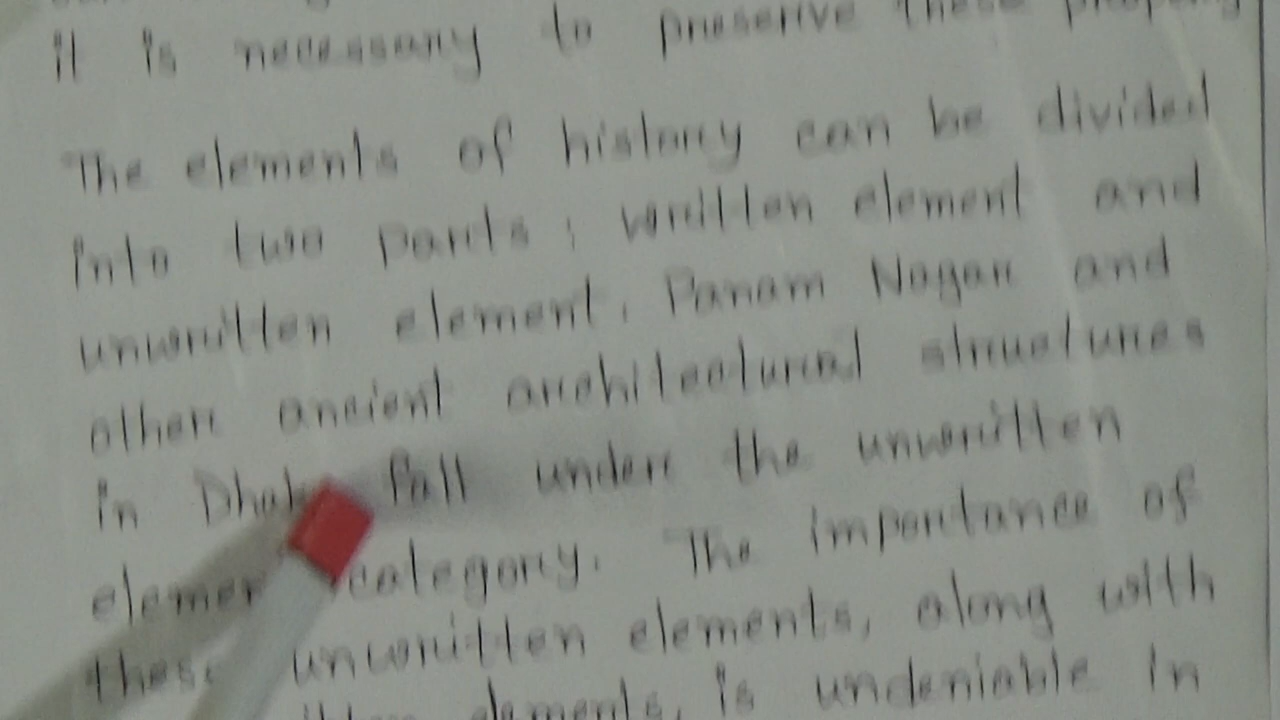 it is necessary to preserve these
The elements of history can be divided
into two parts; written element and
unwritten element. Panam Nagar and
other ancient architectural structures
in fall under the unwritten
category. The importance of
these unwritten elements, along with
elements, is undeniable in